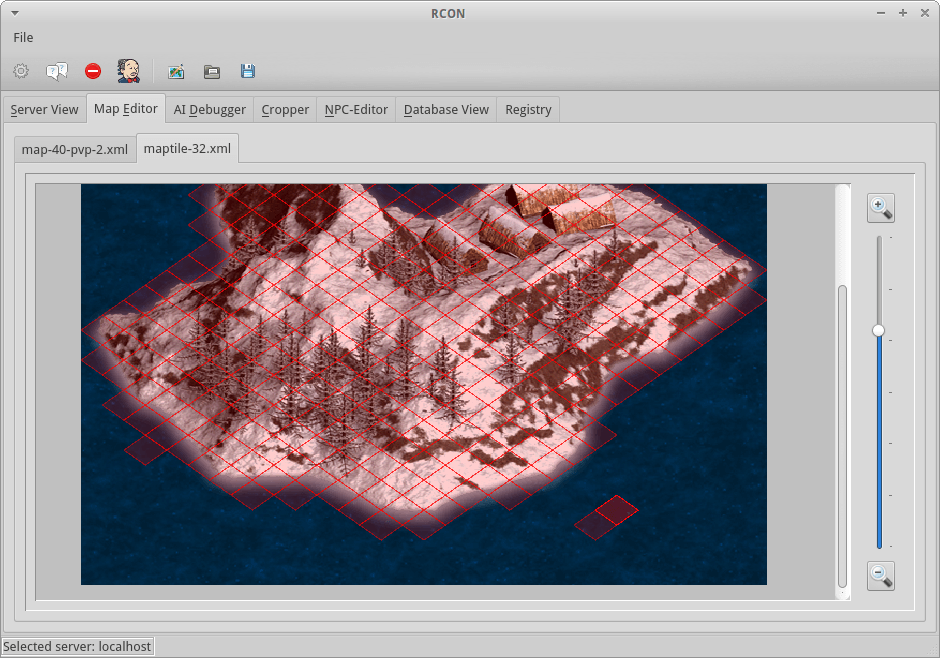 RCON
File
Server View Map Editor AI Debugger Cropper NPC-Editor Database View Registry
map-40-pvp-2.xml maptile-32.xml
Selected server: localhost